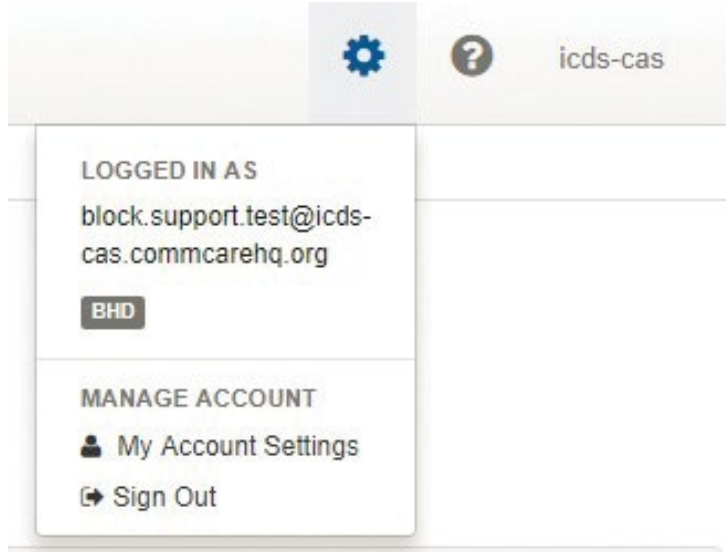 icds-cas
LOGGED IN AS
block.support.test@icds-
cas.commcarehq.org
BHD
MANAGE ACCOUNT
My Account Settings
Sign Out